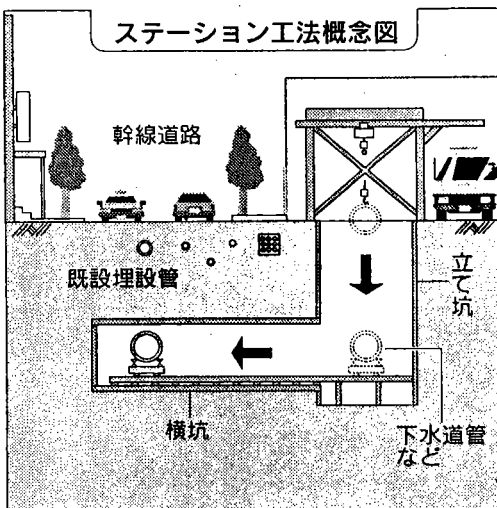 ステーション工法概念図
幹線道路
既設埋設管
立て坑
横坑
下水道管
など